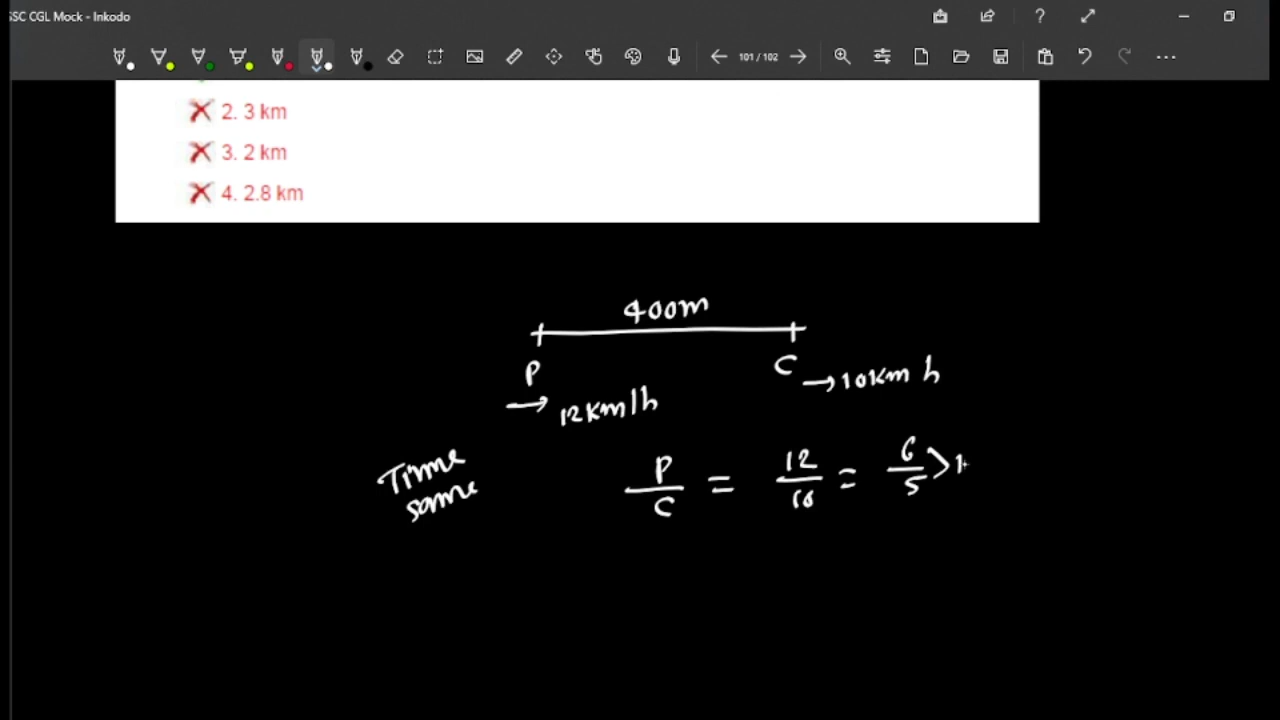 SSC CGL Mock - Inkodo
101 / 102
2. 3 km
3. 2 km
4. 2.8 km
400m
P C
→ 12km/h → 10km h
Time same
P/C = 12/10 = 6/5 > 1